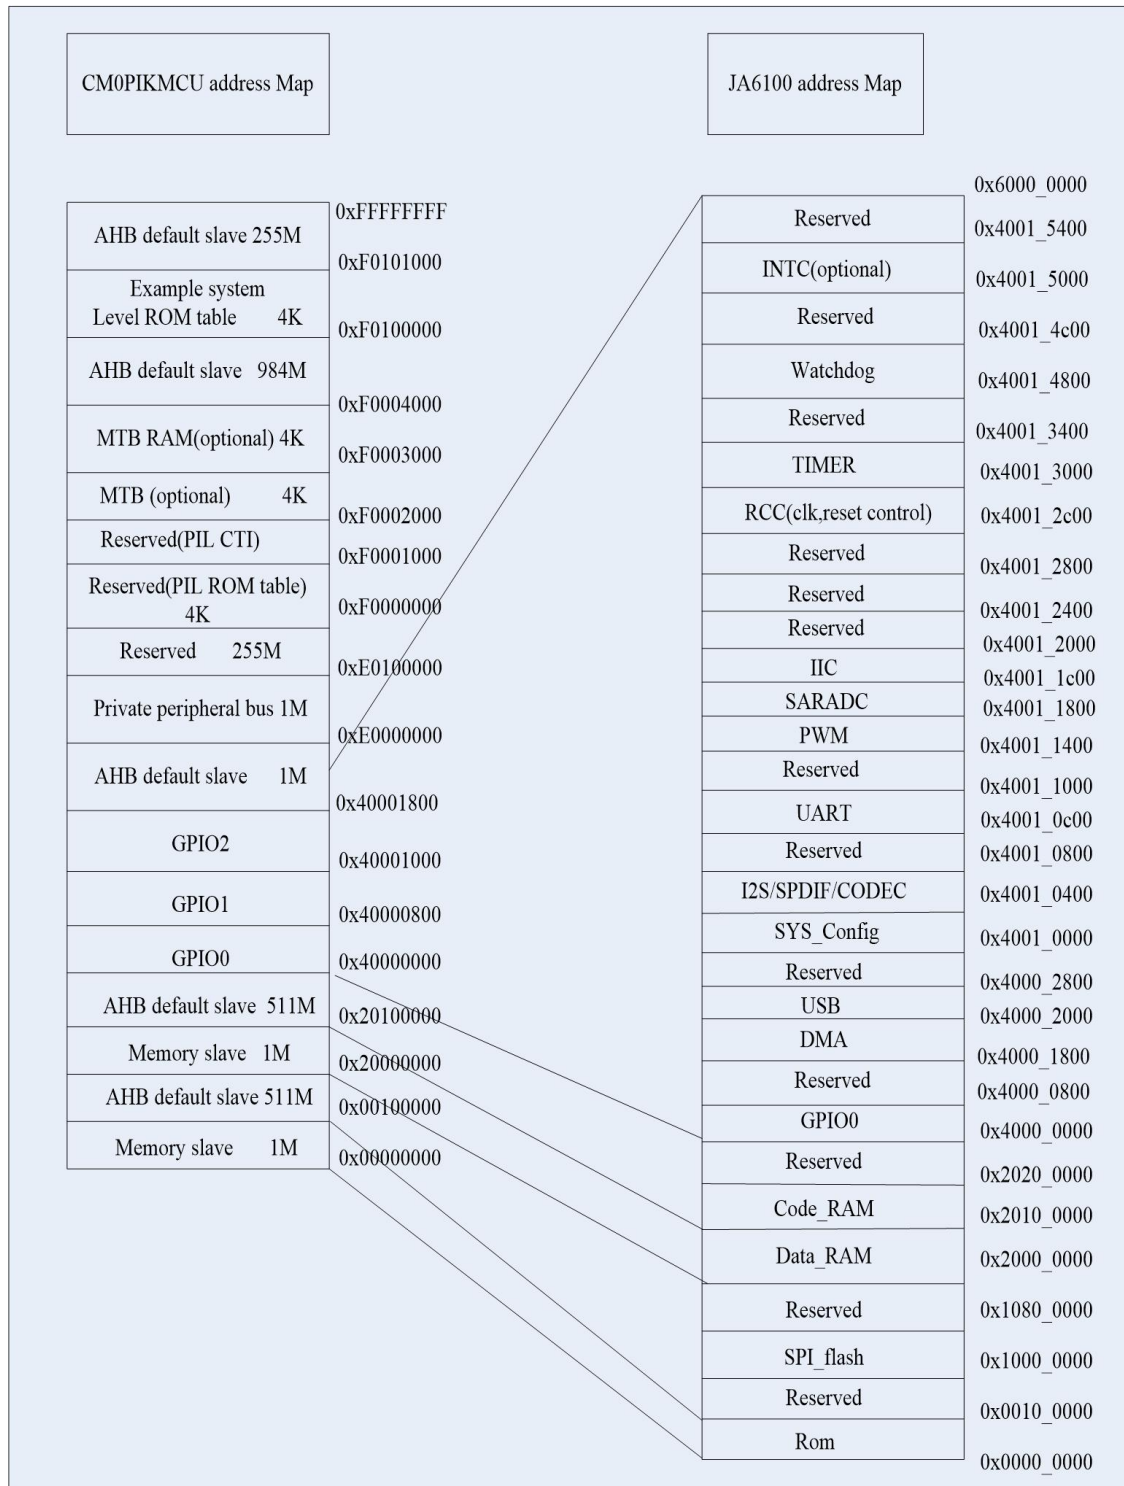 CM0PIKMCU address Map
0xFFFFFFFF
AHB default slave 255M
0xF0101000
Example system
Level ROM table 4K
0xF0100000
AHB default slave 984M
0xF0004000
MTB RAM(optional) 4K
0xF0003000
MTB (optional) 4K
0xF0002000
Reserved(PIL CTI)
0xF0001000
Reserved(PIL ROM table)
4K
0xF0000000
Reserved 255M
0xE0100000
Private peripheral bus 1M
0xE0000000
AHB default slave 1M
0x40001800
GPIO2
0x40001000
GPIO1
0x40000800
GPIO0
0x40000000
AHB default slave 511M
0x20100000
Memory slave 1M
0x20000000
AHB default slave 511M
0x00100000
Memory slave 1M
0x00000000
JA6100 address Map
0x6000_0000
Reserved
0x4001_5400
INTC(optional)
0x4001_5000
Reserved
0x4001_4c00
Watchdog
0x4001_4800
Reserved
0x4001_3400
TIMER
0x4001_3000
RCC(clk,reset control)
0x4001_2c00
Reserved
0x4001_2800
Reserved
0x4001_2400
Reserved
0x4001_2000
IIC
0x4001_1c00
SARADC
0x4001_1800
PWM
0x4001_1400
Reserved
0x4001_1000
UART
0x4001_0c00
Reserved
0x4001_0800
I2S/SPDIF/CODEC
0x4001_0400
SYS_Config
0x4001_0000
Reserved
0x4000_2800
USB
0x4000_2000
DMA
0x4000_1800
Reserved
0x4000_0800
GPIO0
0x4000_0000
Reserved
0x2020_0000
Code_RAM
0x2010_0000
Data_RAM
0x2000_0000
Reserved
0x1080_0000
SPI_flash
0x1000_0000
Reserved
0x0010_0000
Rom
0x0000_0000